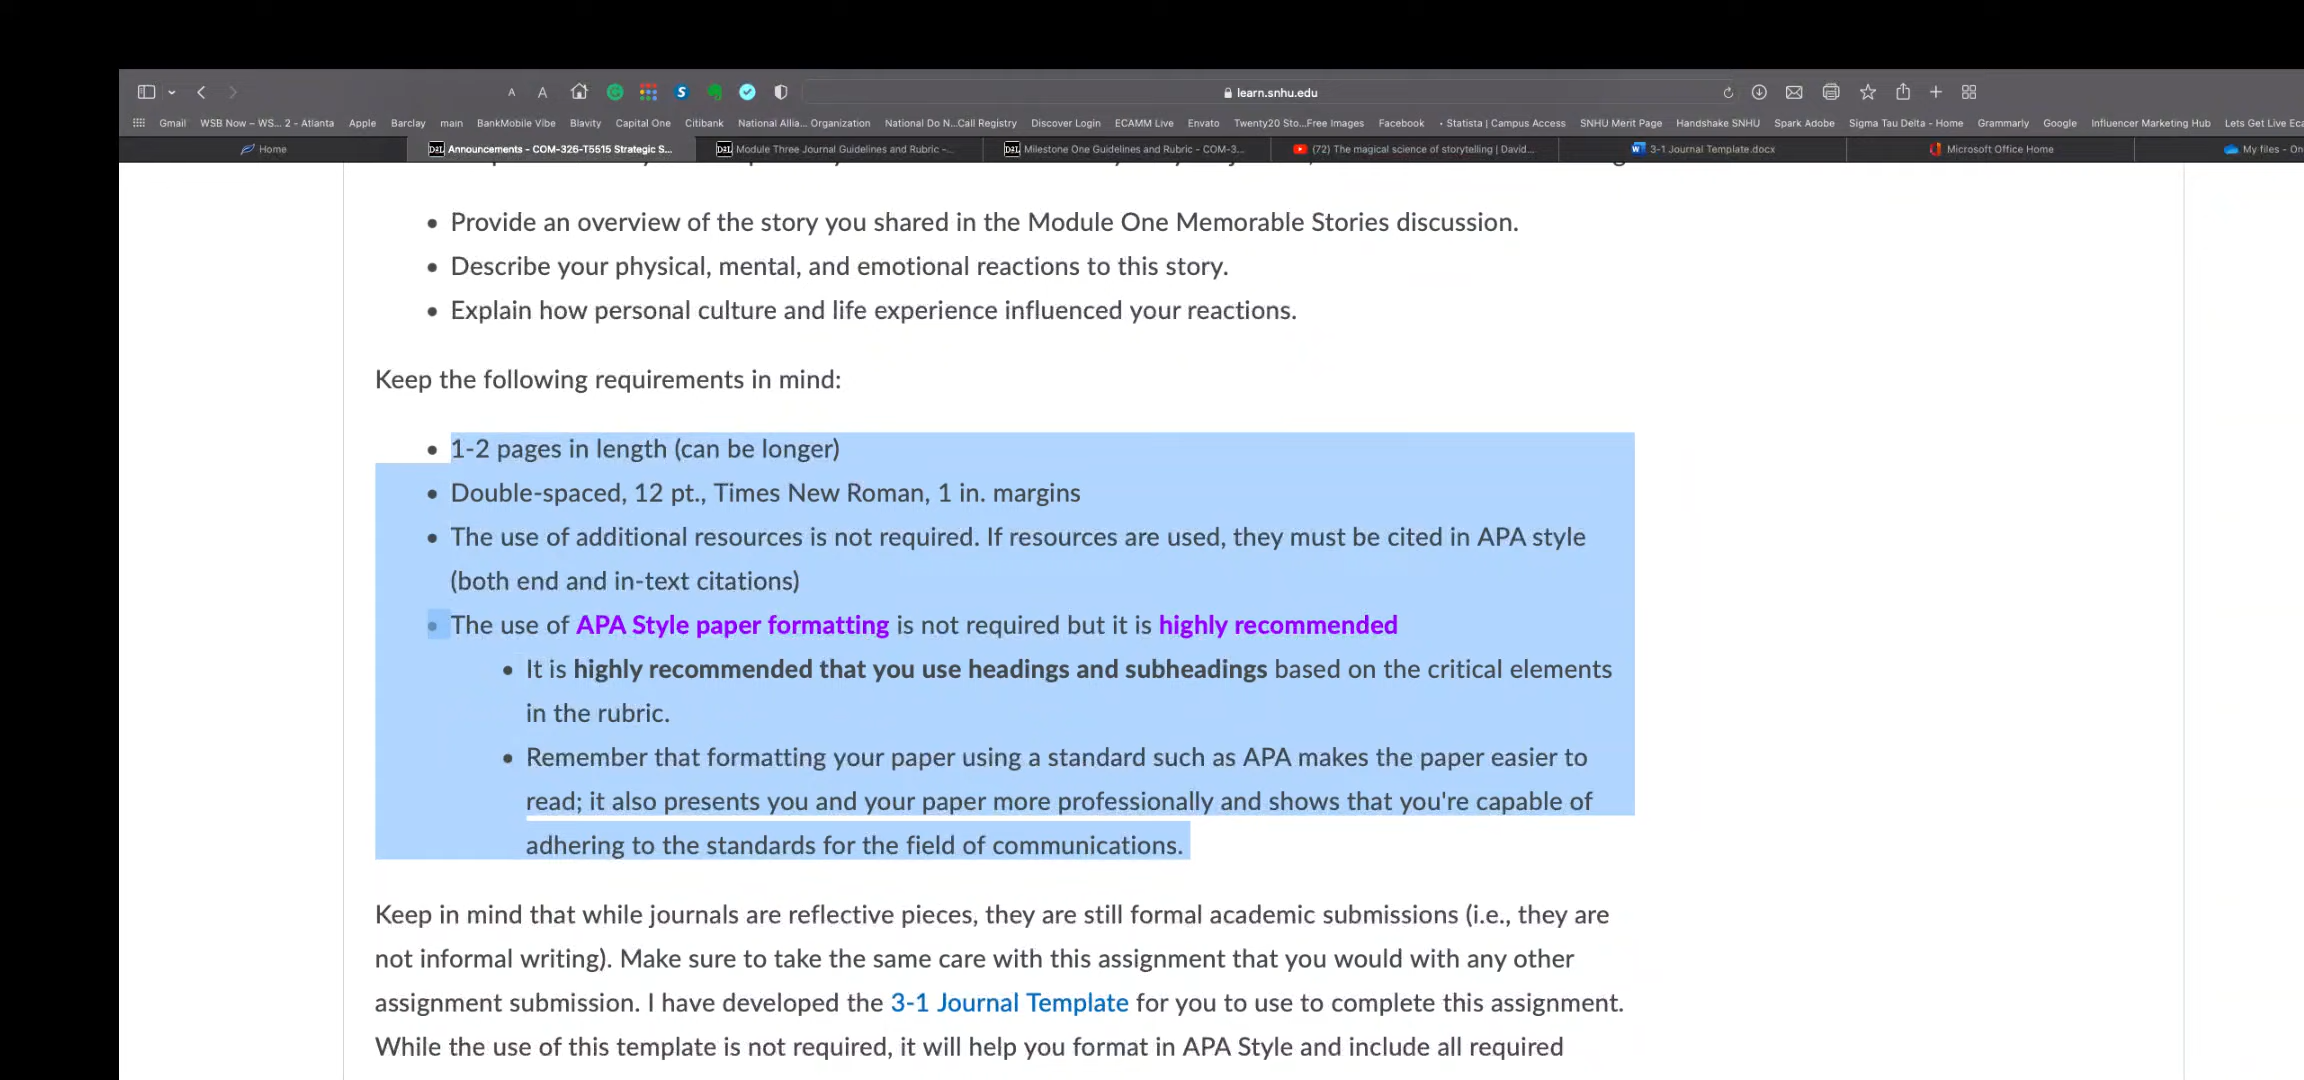 A A S learn.snhu.edu
Gmail WSB Now – WS... 2 - Atlanta Apple Barclay main BankMobile Vibe Blavity Capital One Citibank National Allia... Organization National Do N...Call Registry Discover Login ECAMM Live Envato Twenty20 Sto...Free Images Facebook • Statista | Campus Access SNHU Merit Page Handshake SNHU Spark Adobe Sigma Tau Delta - Home Grammarly Google Influencer Marketing Hub Lets Get Live Eca
Home D2L Announcements - COM-326-T5515 Strategic S... D2L Module Three Journal Guidelines and Rubric -... D2L Milestone One Guidelines and Rubric - COM-3... (72) The magical science of storytelling | David... W 3-1 Journal Template.docx Microsoft Office Home My files - On
• Provide an overview of the story you shared in the Module One Memorable Stories discussion.
• Describe your physical, mental, and emotional reactions to this story.
• Explain how personal culture and life experience influenced your reactions.
Keep the following requirements in mind:
• 1-2 pages in length (can be longer)
• Double-spaced, 12 pt., Times New Roman, 1 in. margins
• The use of additional resources is not required. If resources are used, they must be cited in APA style
(both end and in-text citations)
• The use of APA Style paper formatting is not required but it is highly recommended
• It is highly recommended that you use headings and subheadings based on the critical elements
in the rubric.
• Remember that formatting your paper using a standard such as APA makes the paper easier to
read; it also presents you and your paper more professionally and shows that you're capable of
adhering to the standards for the field of communications.
Keep in mind that while journals are reflective pieces, they are still formal academic submissions (i.e., they are
not informal writing). Make sure to take the same care with this assignment that you would with any other
assignment submission. I have developed the 3-1 Journal Template for you to use to complete this assignment.
While the use of this template is not required, it will help you format in APA Style and include all required